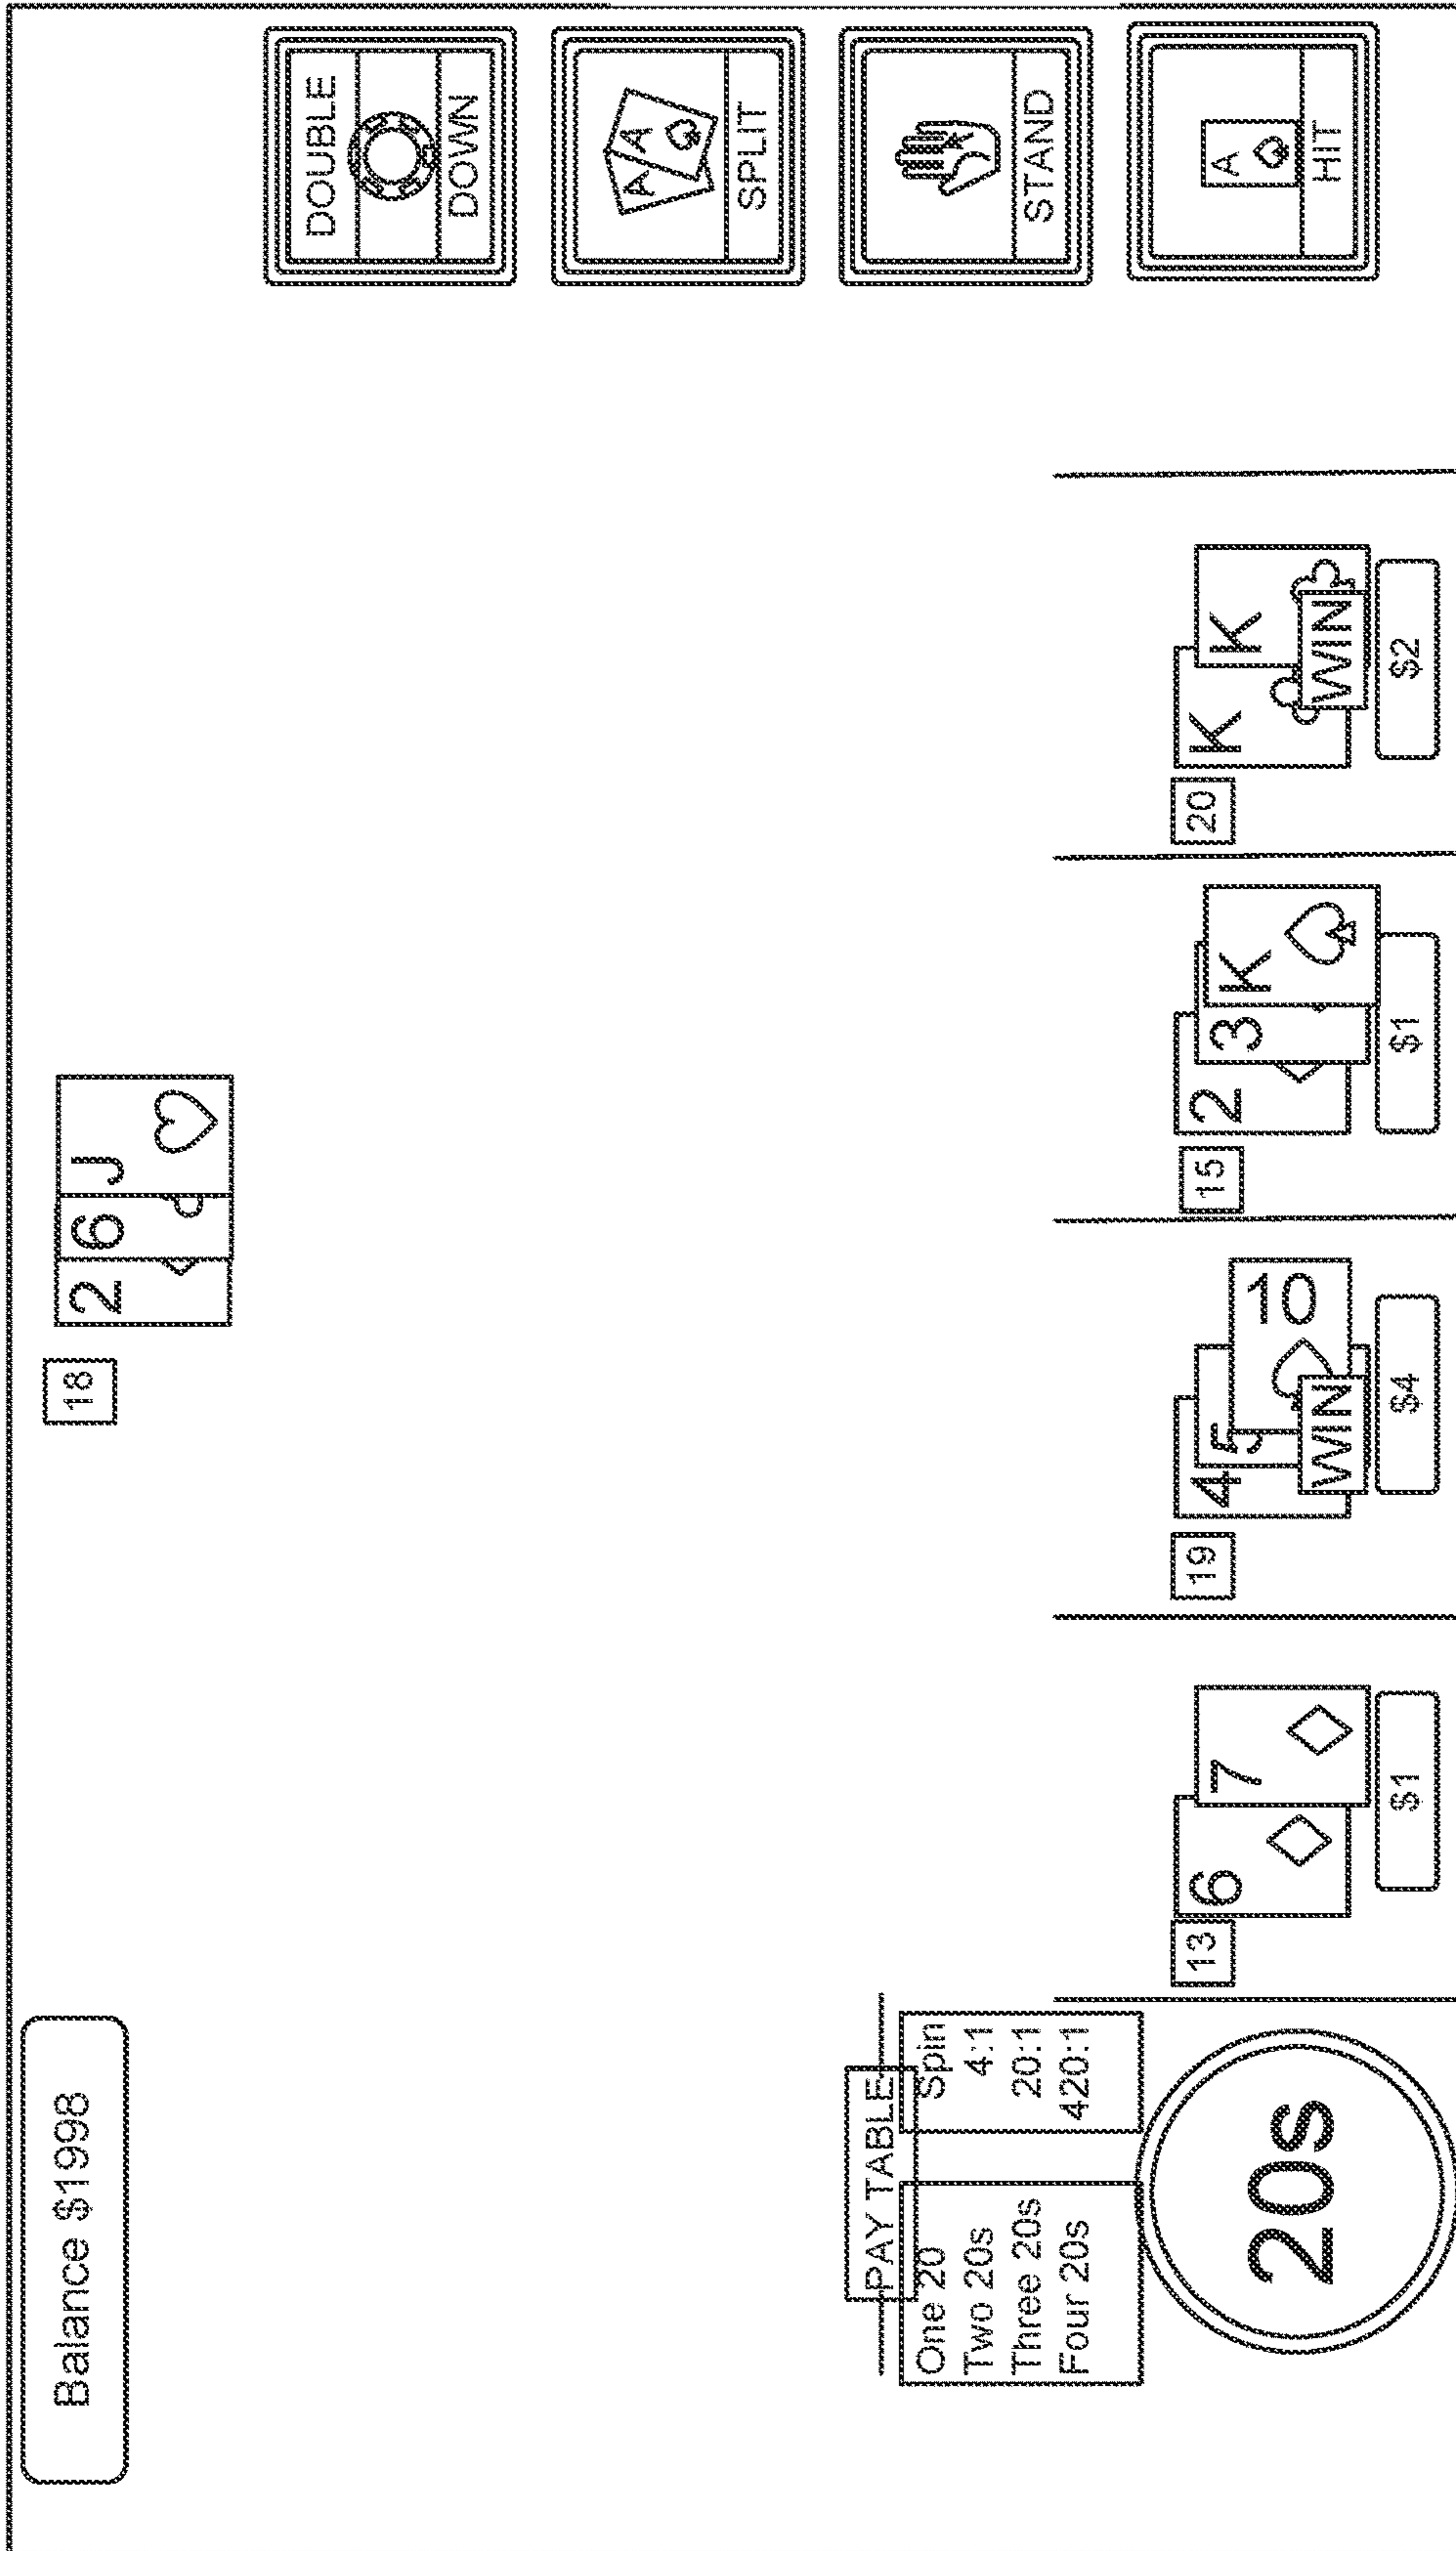 Balance $1998
18
2 6 J
DOUBLE
DOWN
A A
SPLIT
STAND
A
HIT
PAY TABLE
One 20 Spin
Two 20s 4:1
Three 20s 20:1
Four 20s 420:1
20s
13
6 7
$1
19
4 5 10
WIN
$4
15
2 3 K
$1
20
K K
WIN
$2